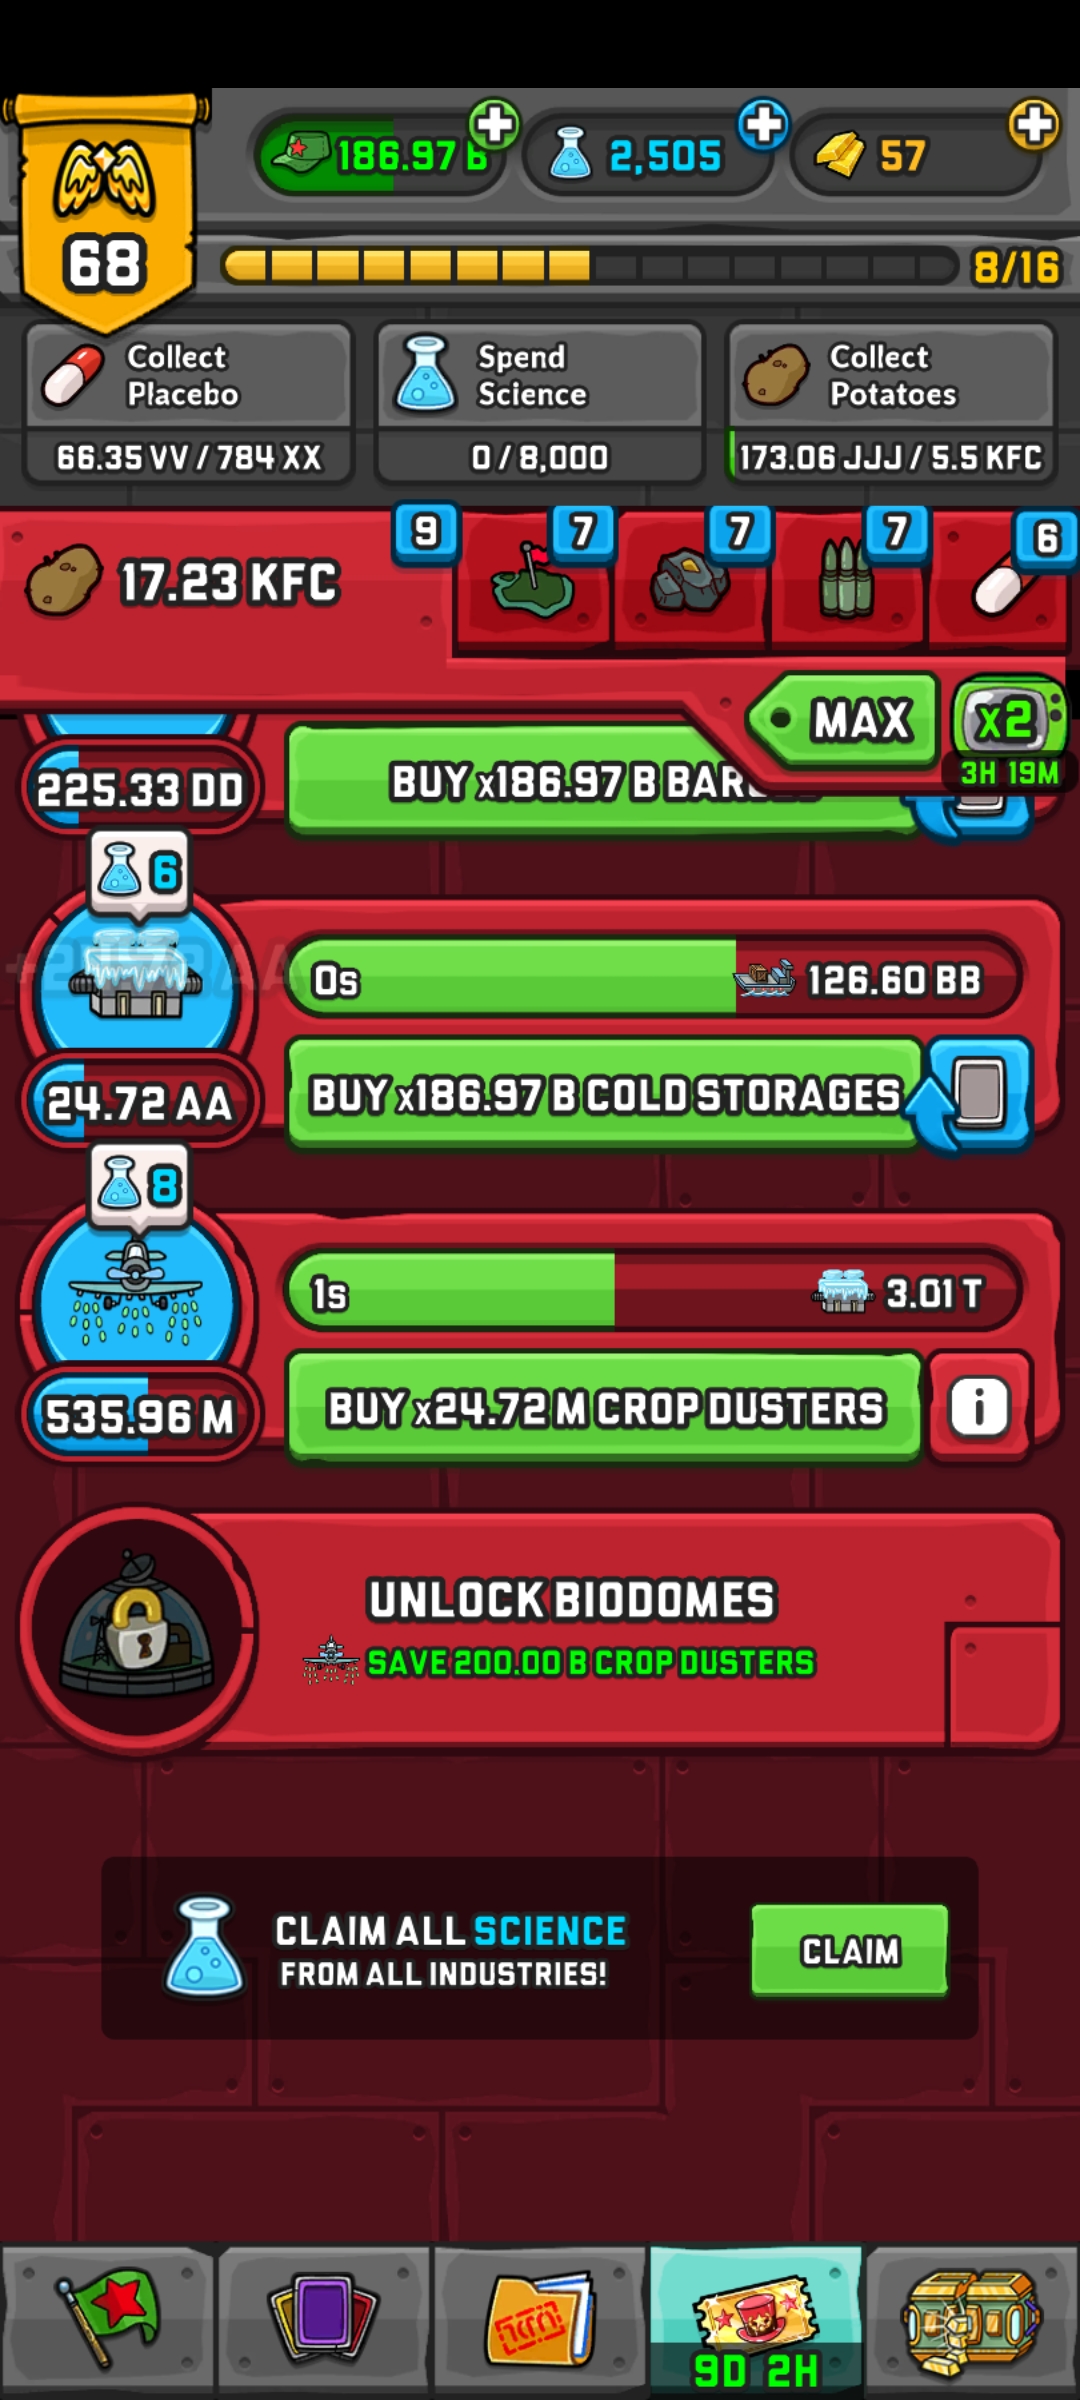 186.97 B
2,505
57
68
8/16
Collect
Placebo
66.35 VV / 784 XX
Spend
Science
0 / 8,000
Collect
Potatoes
173.06 JJJ / 5.5 KFC
17.23 KFC
9
7
7
7
6
MAX
x2
3H 19M
225.33 DD
BUY x186.97 B
6
0s
126.60 BB
24.72 AA
BUY x186.97 B COLD STORAGES
8
1s
3.01 T
535.96 M
BUY x24.72 M CROP DUSTERS
i
UNLOCK BIODOMES
SAVE 200.00 B CROP DUSTERS
CLAIM ALL SCIENCE
FROM ALL INDUSTRIES!
CLAIM
9D 2H